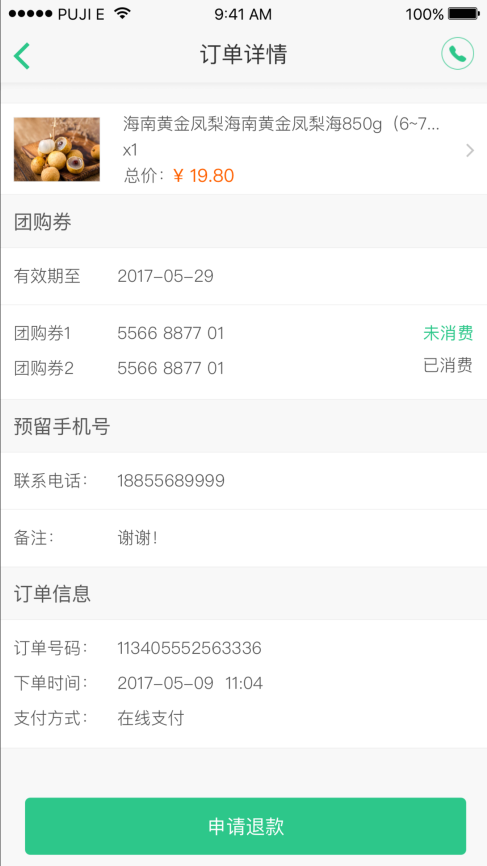 PUJI E 9:41 AM 100%
订单详情
海南黄金凤梨海南黄金凤梨海850g（6~7...
x1
总价：¥ 19.80
团购券
有效期至 2017-05-29
团购券1 5566 8877 01 未消费
团购券2 5566 8877 01 已消费
预留手机号
联系电话： 18855689999
备注： 谢谢！
订单信息
订单号码： 113405552563336
下单时间： 2017-05-09 11:04
支付方式： 在线支付
申请退款